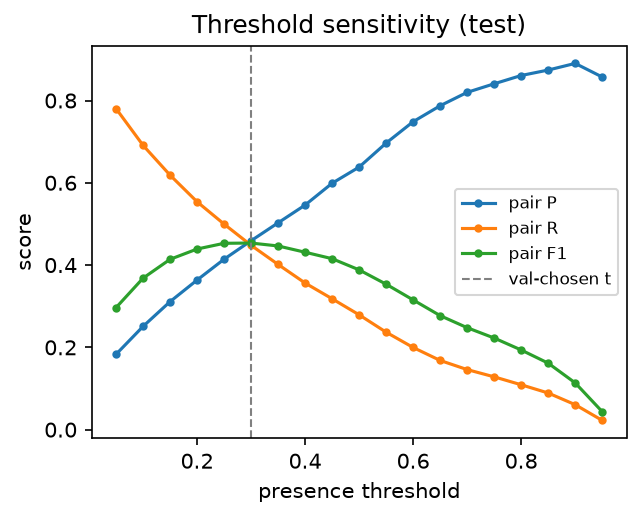 Threshold sensitivity (test)
score
0.8
0.6
0.4
0.2
0.0
pair P
pair R
pair F1
val-chosen t
0.2 0.4 0.6 0.8
presence threshold